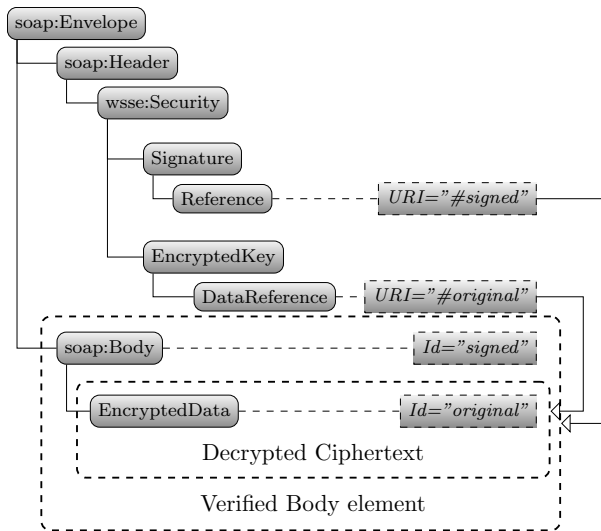 soap:Envelope
soap:Header
wsse:Security
Signature
Reference URI="#signed"
EncryptedKey
DataReference URI="#original"
soap:Body Id="signed"
EncryptedData Id="original"
Decrypted Ciphertext
Verified Body element